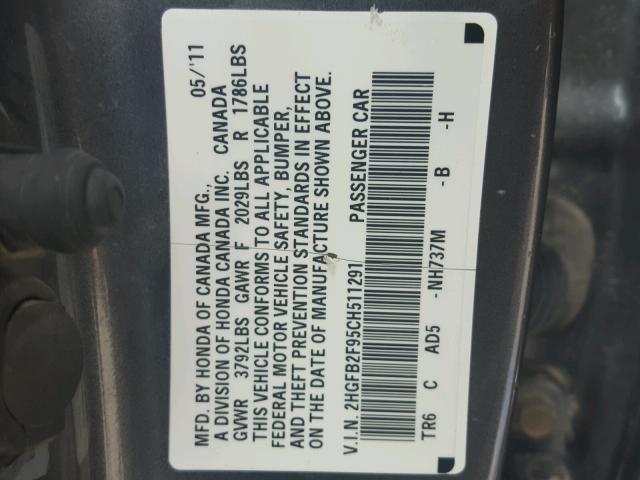 MFD. BY HONDA OF CANADA MFG., 05/'11
A DIVISION OF HONDA CANADA INC. CANADA
GVWR 3792LBS GAWR F 2029LBS R 1786LBS
THIS VEHICLE CONFORMS TO ALL APPLICABLE
FEDERAL MOTOR VEHICLE SAFETY, BUMPER,
AND THEFT PREVENTION STANDARDS IN EFFECT
ON THE DATE OF MANUFACTURE SHOWN ABOVE.
V.I.N. 2HGFB2F95CH511291 PASSENGER CAR
TR6 C AD5 -NH737M -B -H